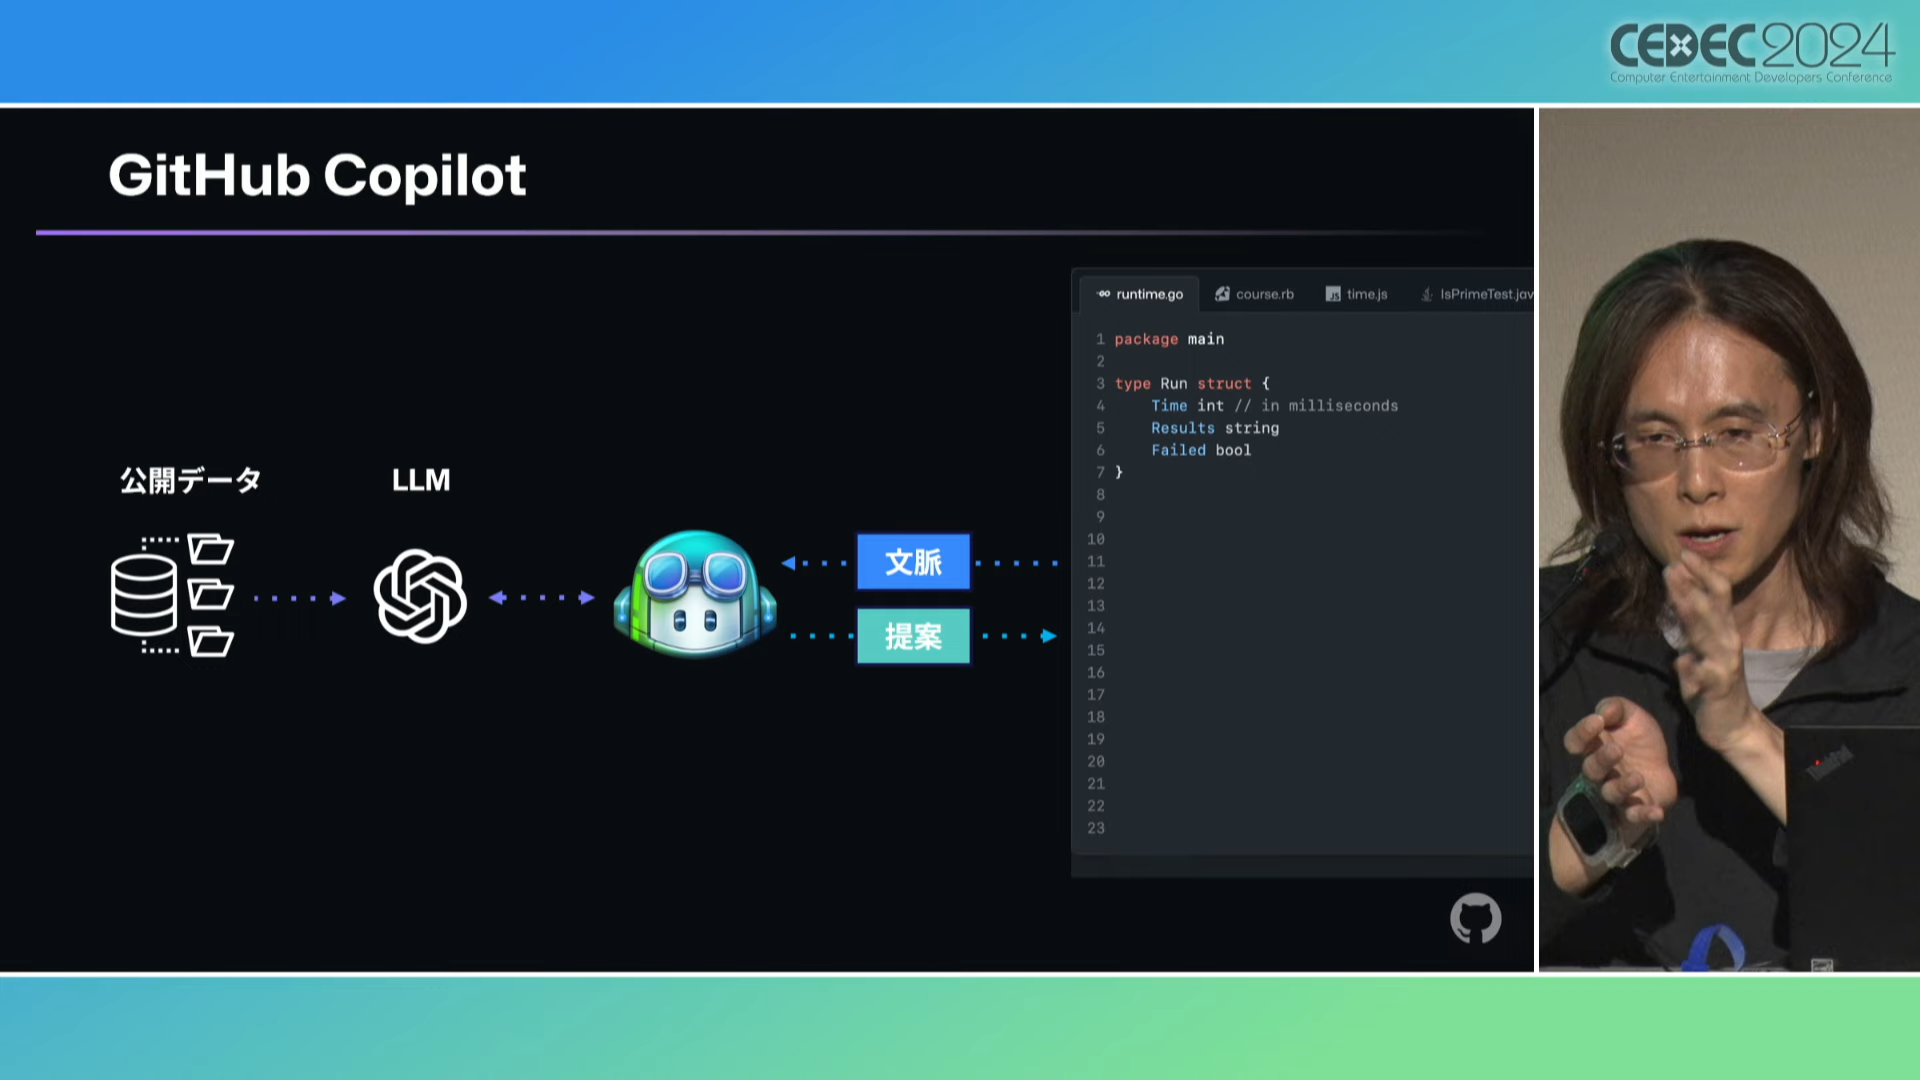 CEDEC2024
Computer Entertainment Developers Conference
GitHub Copilot
公開データ
LLM
文脈
提案
runtime.go
course.rb
JS
time.js
IsPrimeTest.jav
1 package main
2
3 type Run struct {
4 Time int // in milliseconds
5 Results string
6 Failed bool
7 }
8
9
10
11
12
13
14
15
16
17
18
19
20
21
22
23
ThinkPad